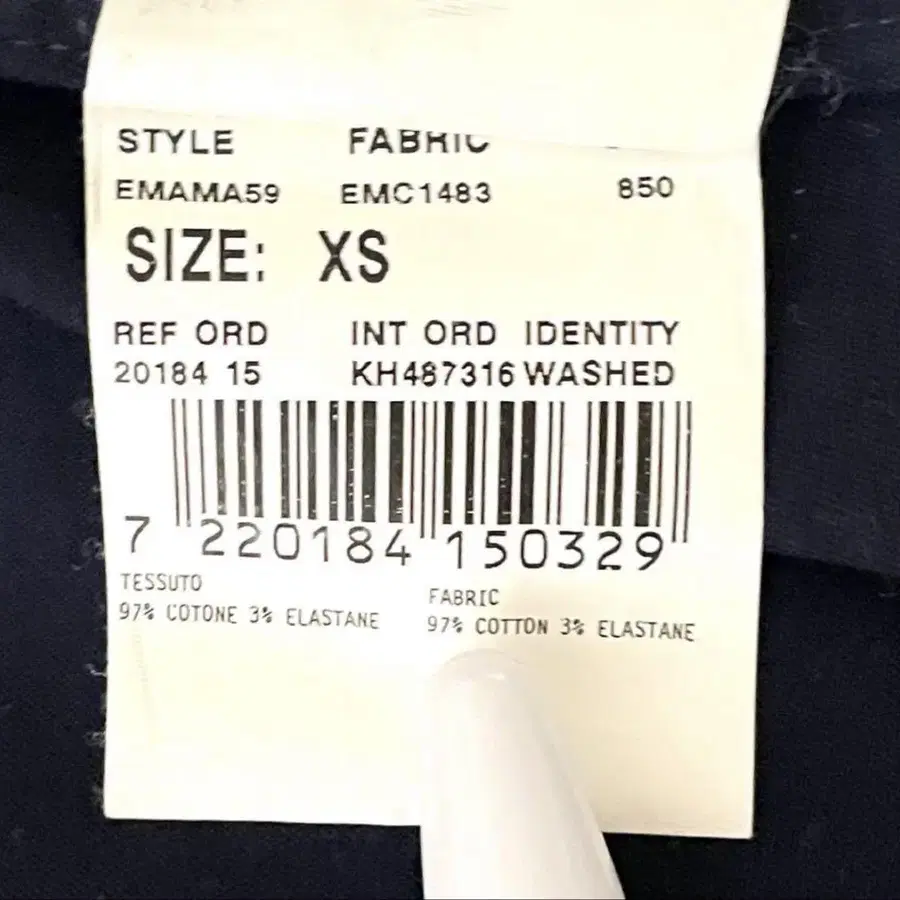 STYLE FABRIC
EMAMA59 EMC1483 850
SIZE: XS
REF ORD INT ORD IDENTITY
20184 15 KH487316 WASHED
7 220184 150329
TESSUTO FABRIC
97% COTONE 3% ELASTANE 97% COTTON 3% ELASTANE